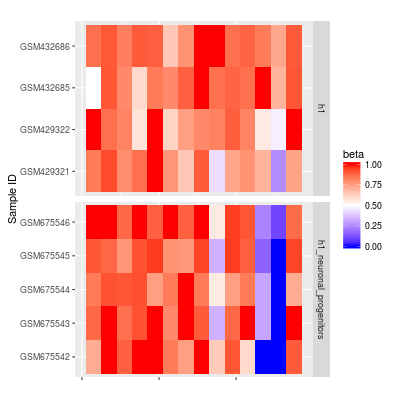 Sample ID
GSM432686
GSM432685
GSM429322
GSM429321
h1
GSM675546
GSM675545
GSM675544
GSM675543
GSM675542
h1_neuronal_progenitors
beta
1.00
0.75
0.50
0.25
0.00